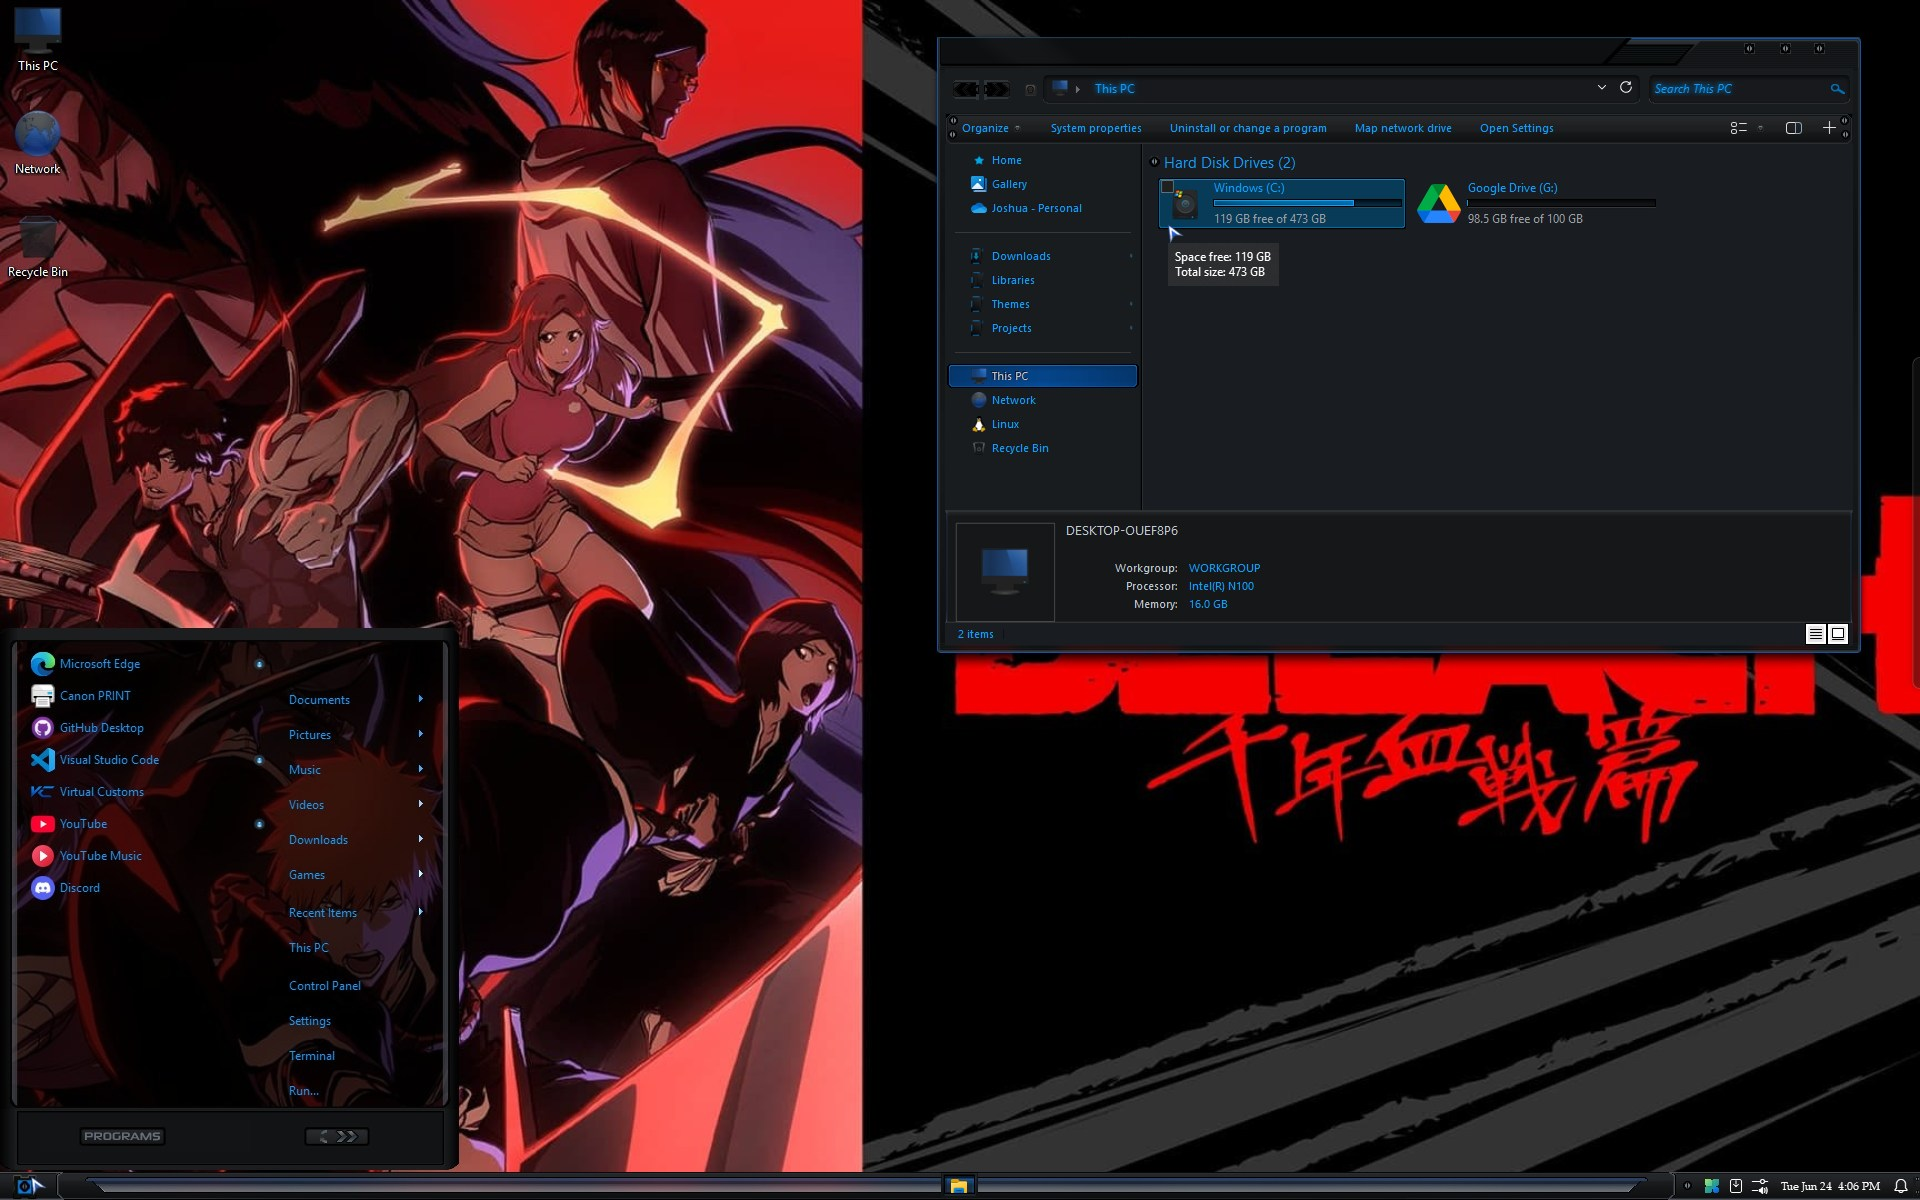 This PC
Network
Recycle Bin
This PC
Search This PC
Organize
System properties
Uninstall or change a program
Map network drive
Open Settings
Home
Gallery
Joshua - Personal
Downloads
Libraries
Themes
Projects
This PC
Network
Linux
Recycle Bin
Hard Disk Drives (2)
Windows (C:)
119 GB free of 473 GB
Google Drive (G:)
98.5 GB free of 100 GB
Space free: 119 GB
Total size: 473 GB
DESKTOP-OUEF8P6
Workgroup: WORKGROUP
Processor: Intel(R) N100
Memory: 16.0 GB
2 items
千年血戦篇
Microsoft Edge
Canon PRINT
GitHub Desktop
Visual Studio Code
Virtual Customs
YouTube
YouTube Music
Discord
Documents
Pictures
Music
Videos
Downloads
Games
Recent Items
This PC
Control Panel
Settings
Terminal
Run...
PROGRAMS
Tue Jun 24 4:06 PM